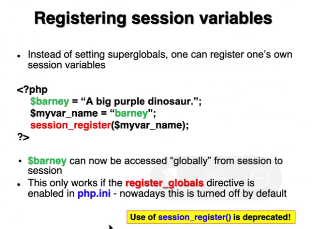 Registering session variables
• Instead of setting superglobals, one can register one's own
session variables
<?php
$barney = “A big purple dinosaur.”;
$myvar_name = “barney”;
session_register($myvar_name);
?>
• $barney can now be accessed “globally” from session to
session
• This only works if the register_globals directive is
enabled in php.ini - nowadays this is turned off by default
Use of session_register() is deprecated!